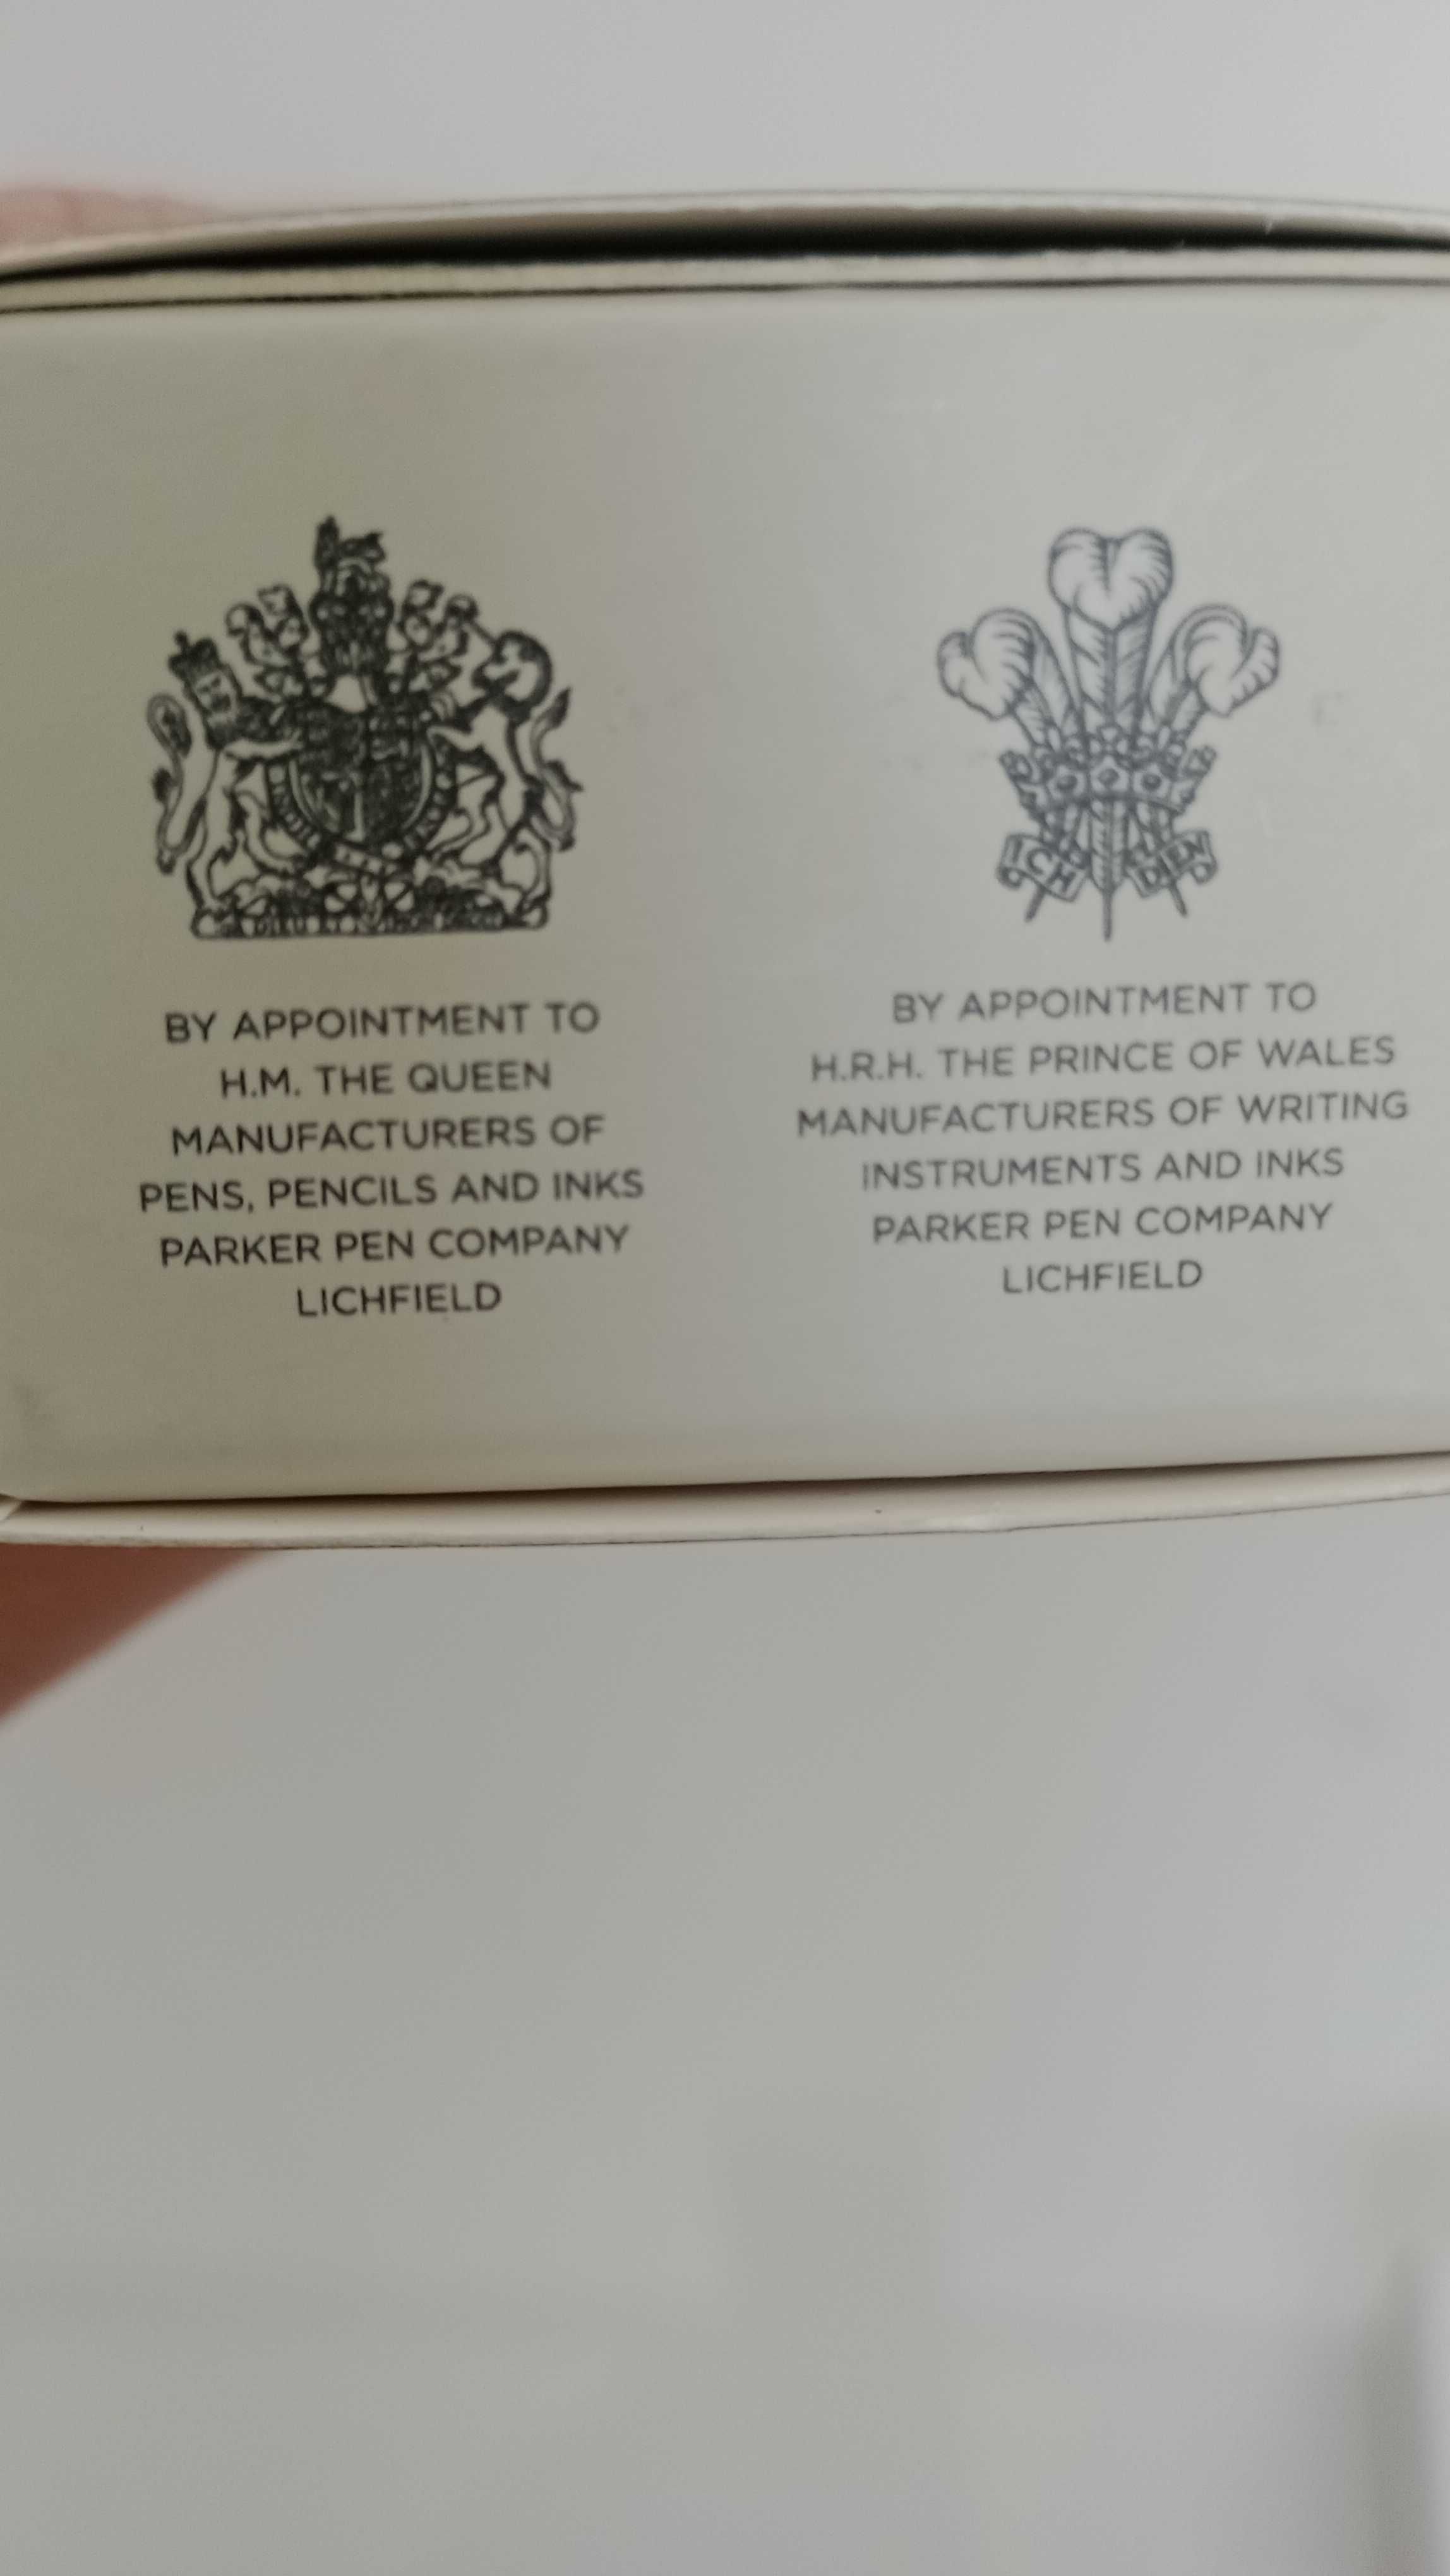 ICH DIEN
BY APPOINTMENT TO
H.M. THE QUEEN
MANUFACTURERS OF
PENS, PENCILS AND INKS
PARKER PEN COMPANY
LICHFIELD
BY APPOINTMENT TO
H.R.H. THE PRINCE OF WALES
MANUFACTURERS OF WRITING
INSTRUMENTS AND INKS
PARKER PEN COMPANY
LICHFIELD